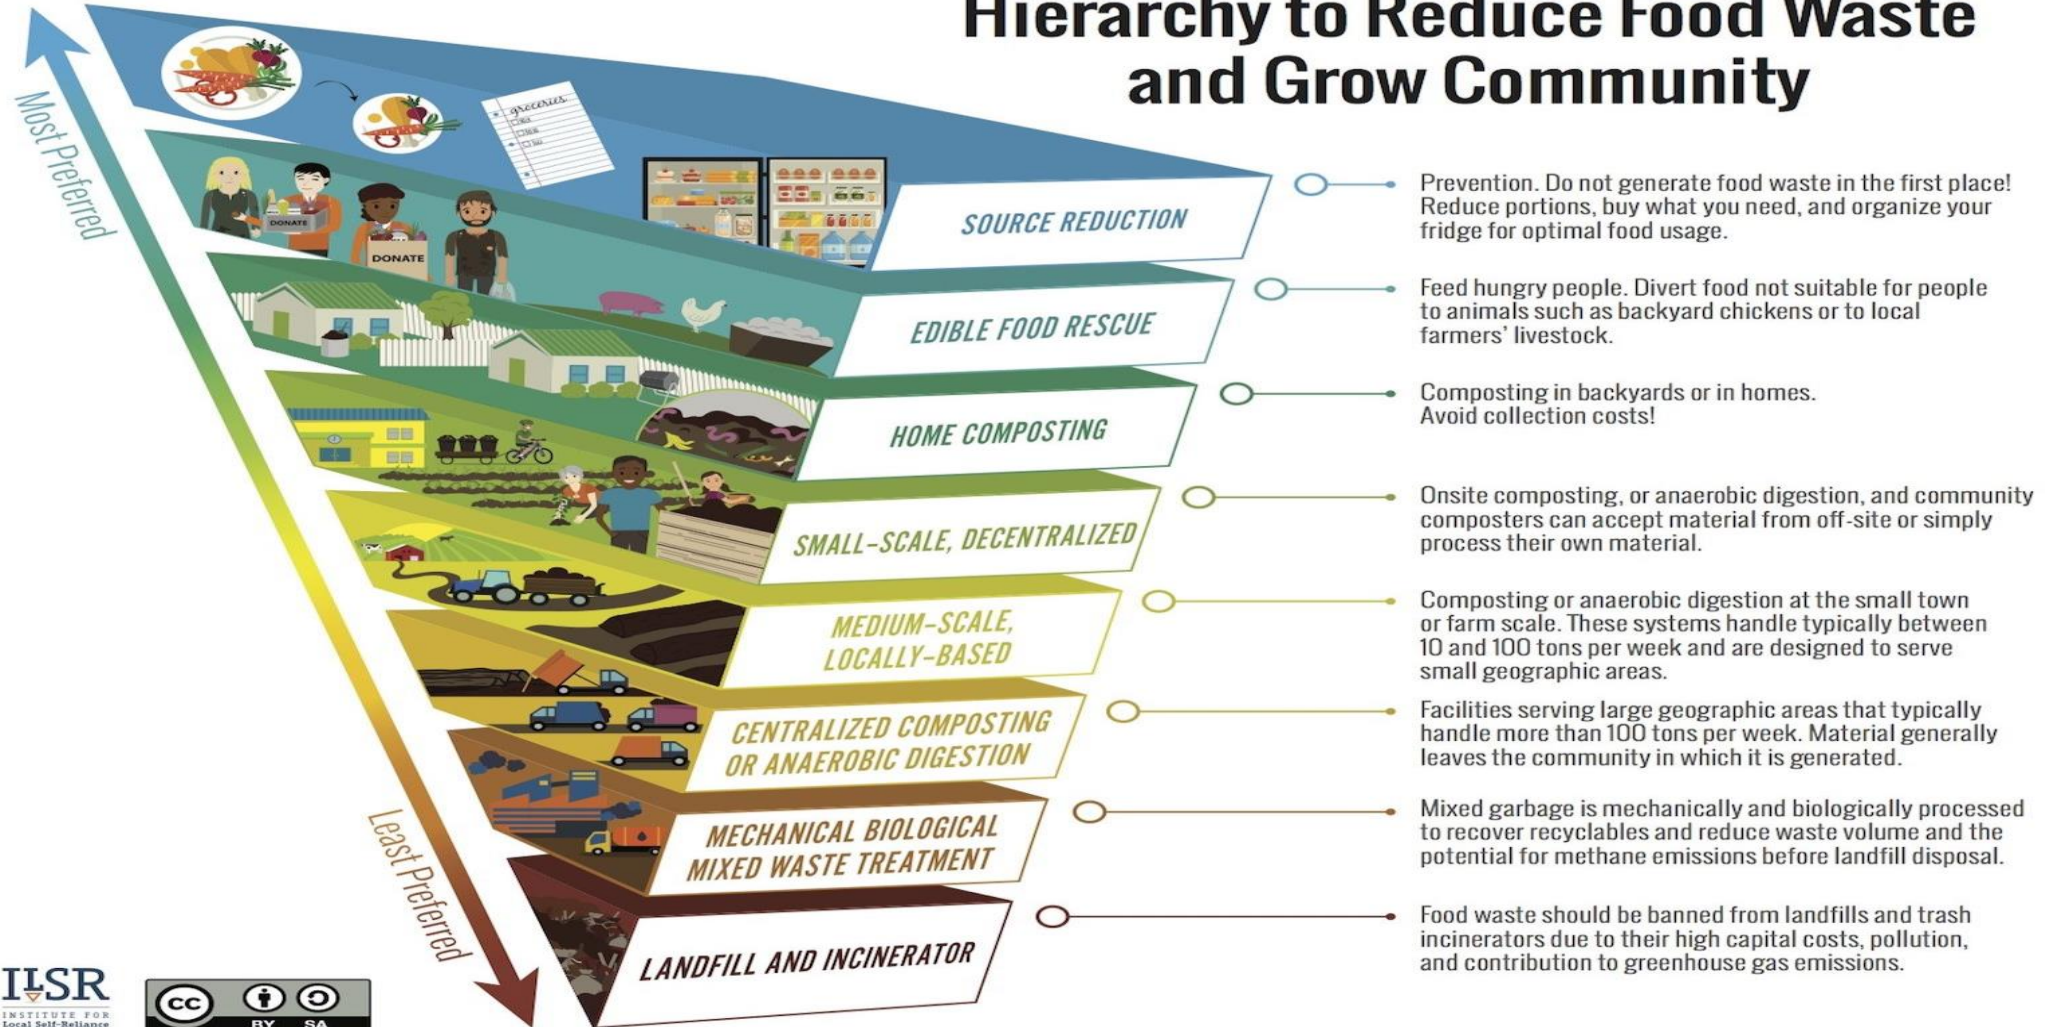 Hierarchy to Reduce Food Waste
and Grow Community
Most Preferred
groceries
DONATE
DONATE
SOURCE REDUCTION
Prevention. Do not generate food waste in the first place!
Reduce portions, buy what you need, and organize your
fridge for optimal food usage.
EDIBLE FOOD RESCUE
Feed hungry people. Divert food not suitable for people
to animals such as backyard chickens or to local
farmers' livestock.
HOME COMPOSTING
Composting in backyards or in homes.
Avoid collection costs!
SMALL-SCALE, DECENTRALIZED
Onsite composting, or anaerobic digestion, and community
composters can accept material from off-site or simply
process their own material.
MEDIUM-SCALE,
LOCALLY-BASED
Composting or anaerobic digestion at the small town
or farm scale. These systems handle typically between
10 and 100 tons per week and are designed to serve
small geographic areas.
CENTRALIZED COMPOSTING
OR ANAEROBIC DIGESTION
Facilities serving large geographic areas that typically
handle more than 100 tons per week. Material generally
leaves the community in which it is generated.
MECHANICAL BIOLOGICAL
MIXED WASTE TREATMENT
Mixed garbage is mechanically and biologically processed
to recover recyclables and reduce waste volume and the
potential for methane emissions before landfill disposal.
Least Preferred
LANDFILL AND INCINERATOR
Food waste should be banned from landfills and trash
incinerators due to their high capital costs, pollution,
and contribution to greenhouse gas emissions.
ILSR
INSTITUTE FOR
Local Self-Reliance
cc
BY SA